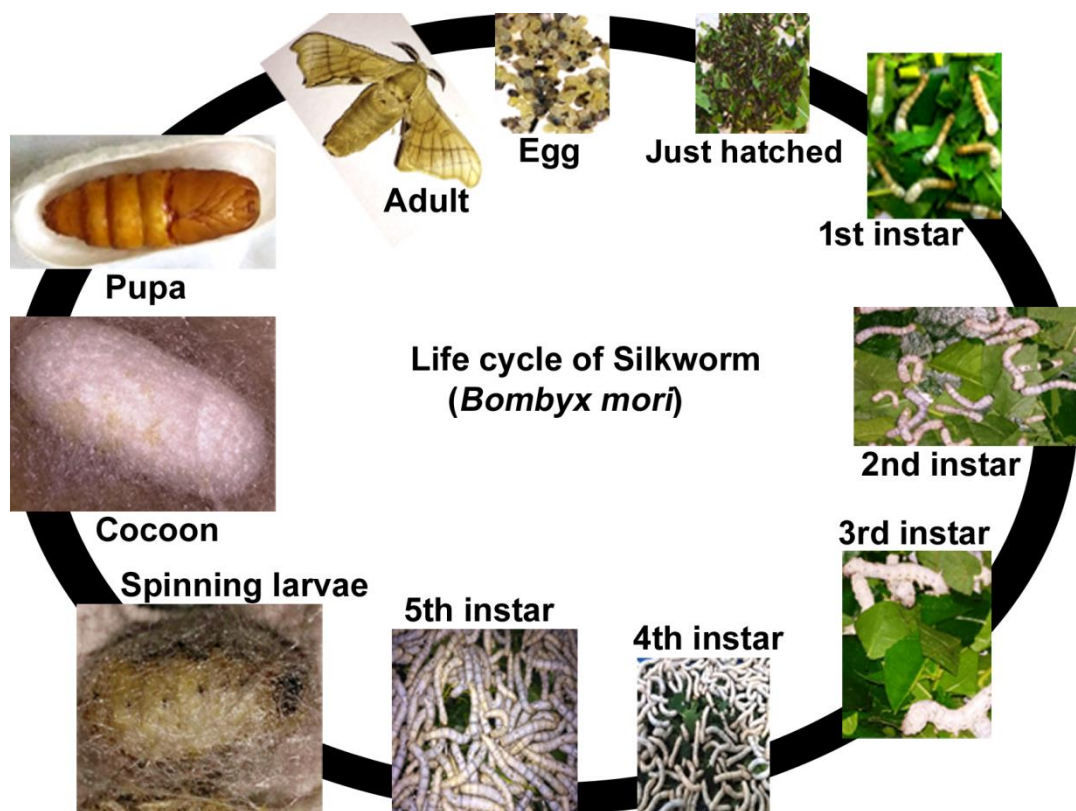 Egg
Just hatched
Adult
1st instar
Pupa
Life cycle of Silkworm
(Bombyx mori)
2nd instar
Cocoon
3rd instar
Spinning larvae
5th instar
4th instar